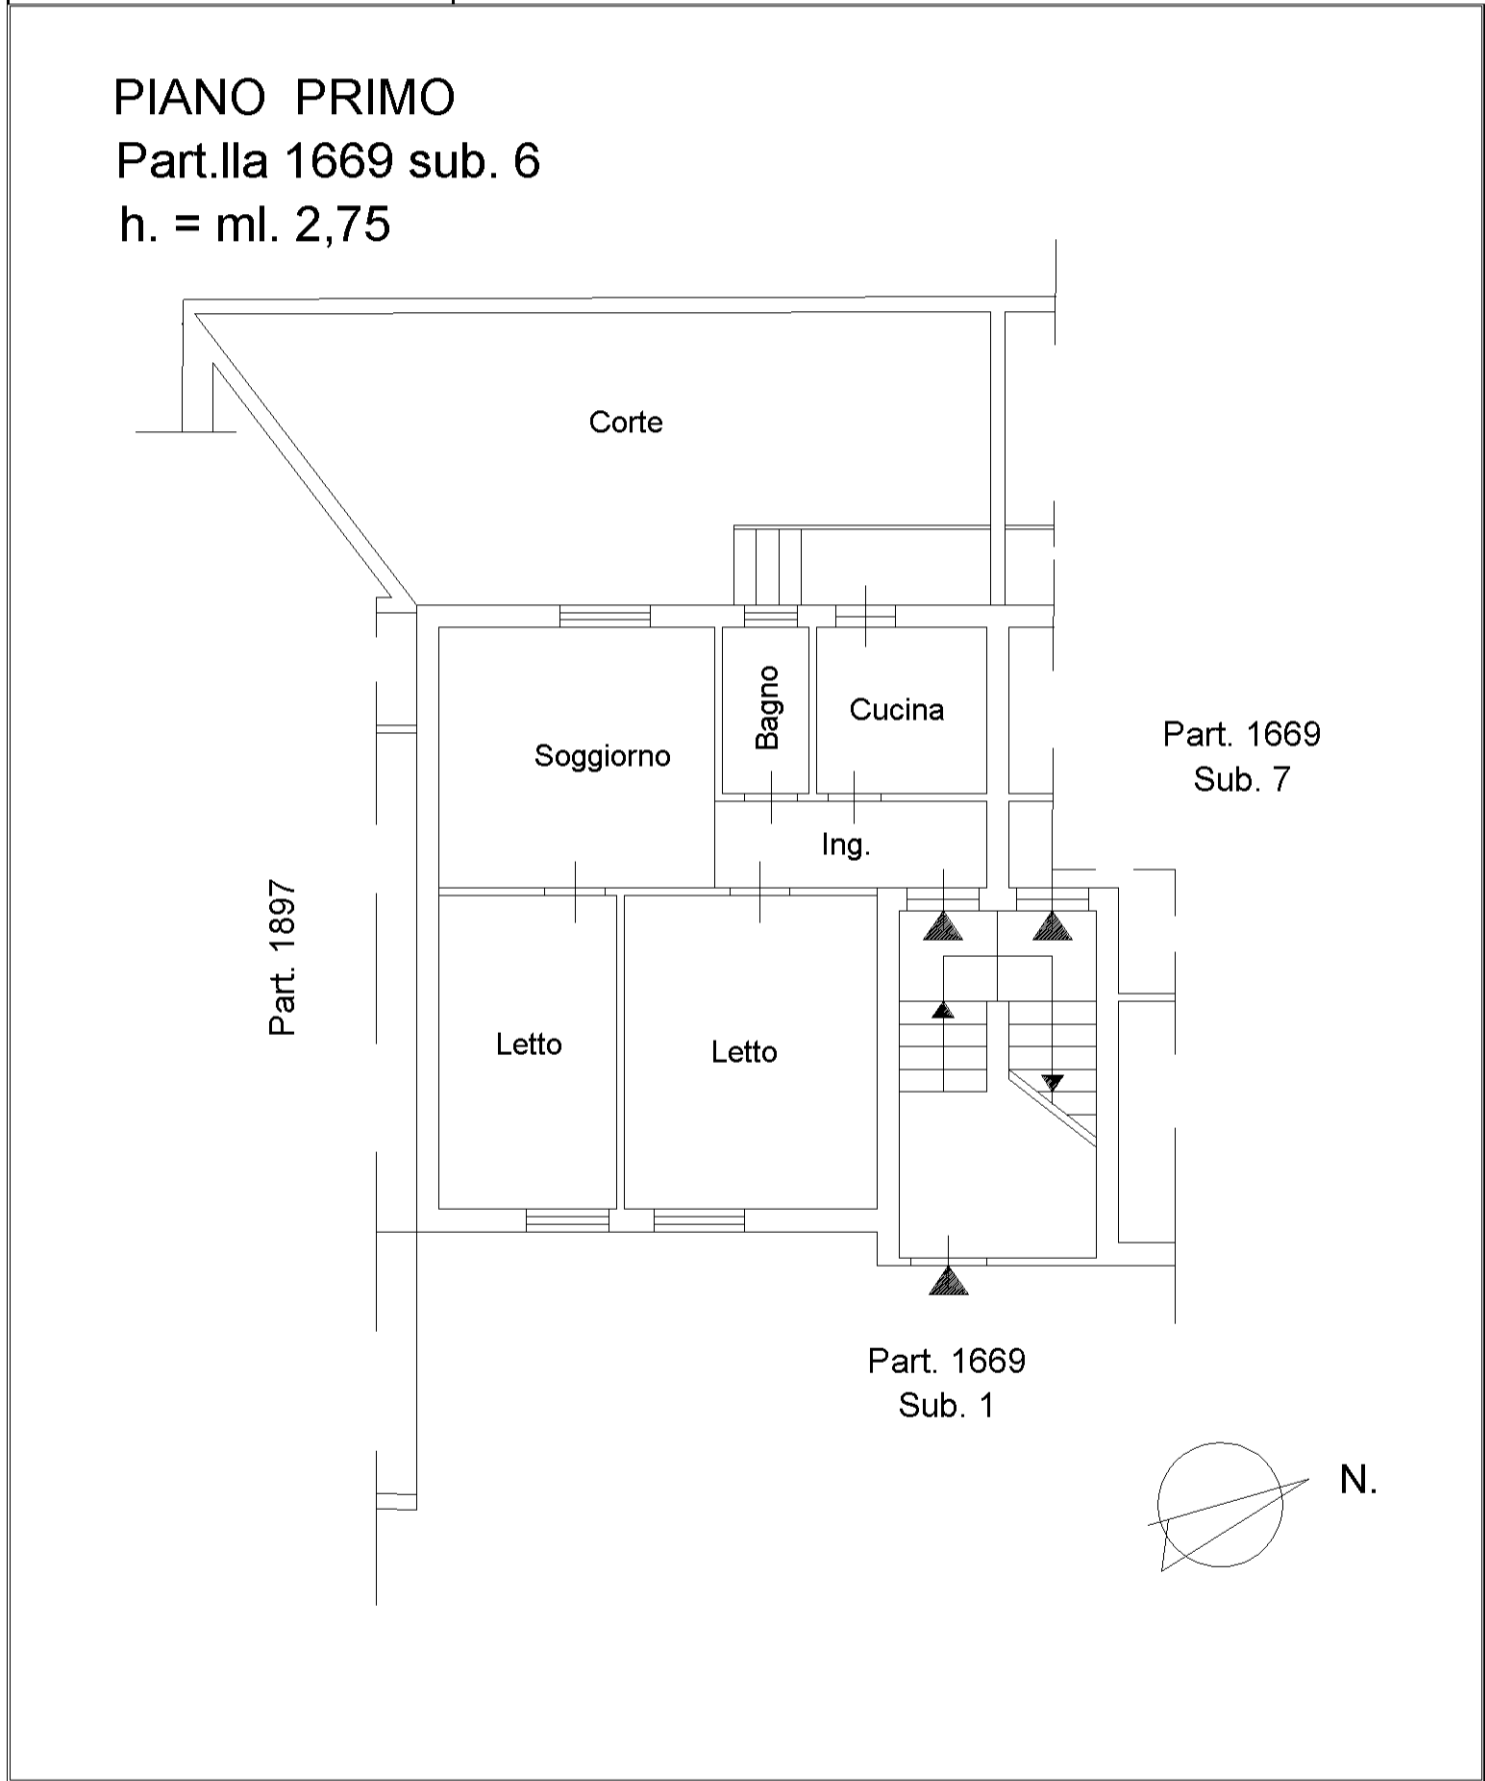 PIANO PRIMO
Part.lla 1669 sub. 6
h. = ml. 2,75
Corte
Bagno
Cucina
Soggiorno
Part. 1669
Sub. 7
Ing.
Part. 1897
Letto
Letto
Part. 1669
Sub. 1
N.